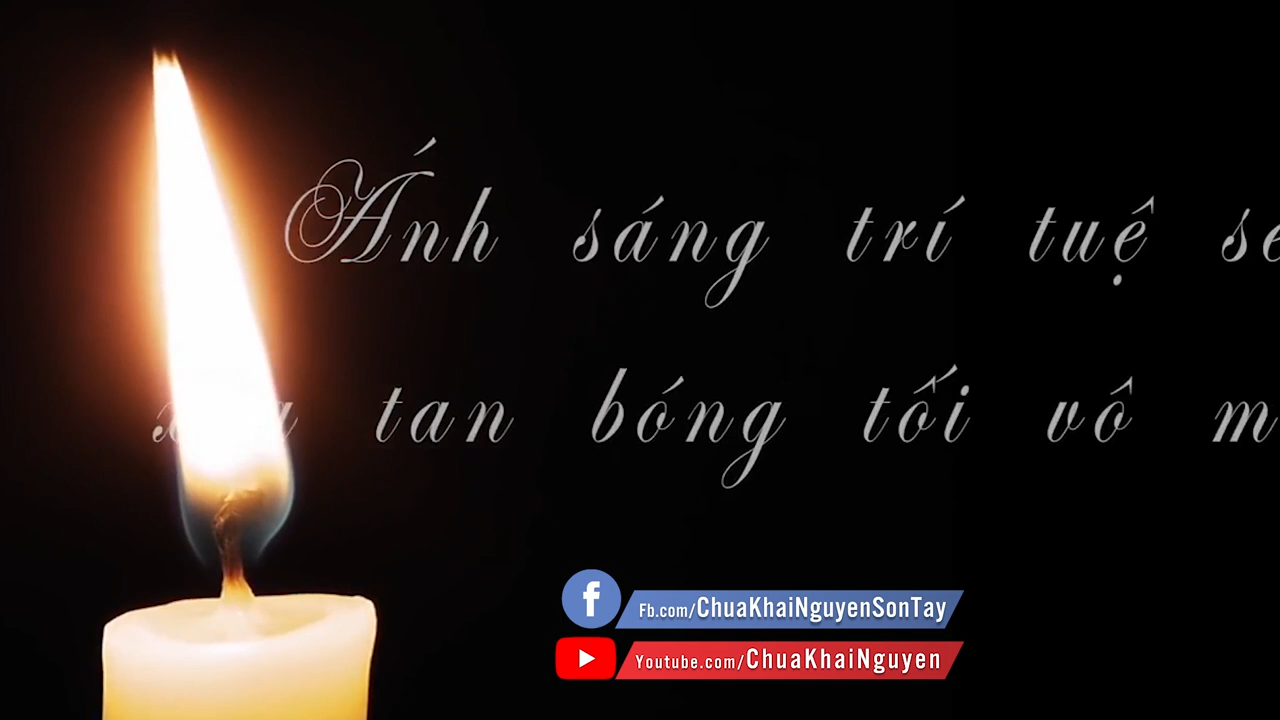 Ánh sáng trí tuệ
tan bóng tối vô
Fb.com/ChuaKhaiNguyenSonTay
Youtube.com/ChuaKhaiNguyen